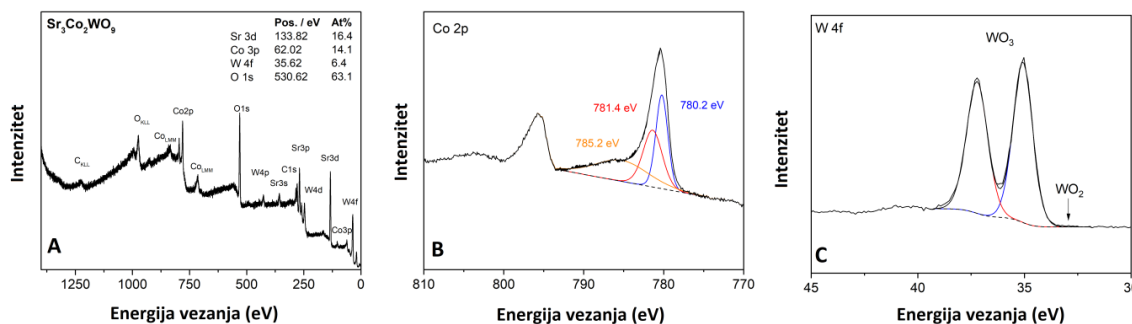 Sr₃Co₂WO₉
Pos. / eV At%
Sr 3d 133.82 16.4
Co 3p 62.02 14.1
W 4f 35.62 6.4
O 1s 530.62 63.1
C_KLL
O_KLL
Co_LMM
Co2p
Co_LMM
O1s
W4p
Sr3s
C1s
Sr3p
W4d
Sr3d
Co3p
W4f
A
Intenzitet
1250 1000 750 500 250 0
Energija vezanja (eV)
Co 2p
781.4 eV
780.2 eV
785.2 eV
B
Intenzitet
810 800 790 780 770
Energija vezanja (eV)
W 4f
WO₃
WO₂
C
Intenzitet
45 40 35 30
Energija vezanja (eV)